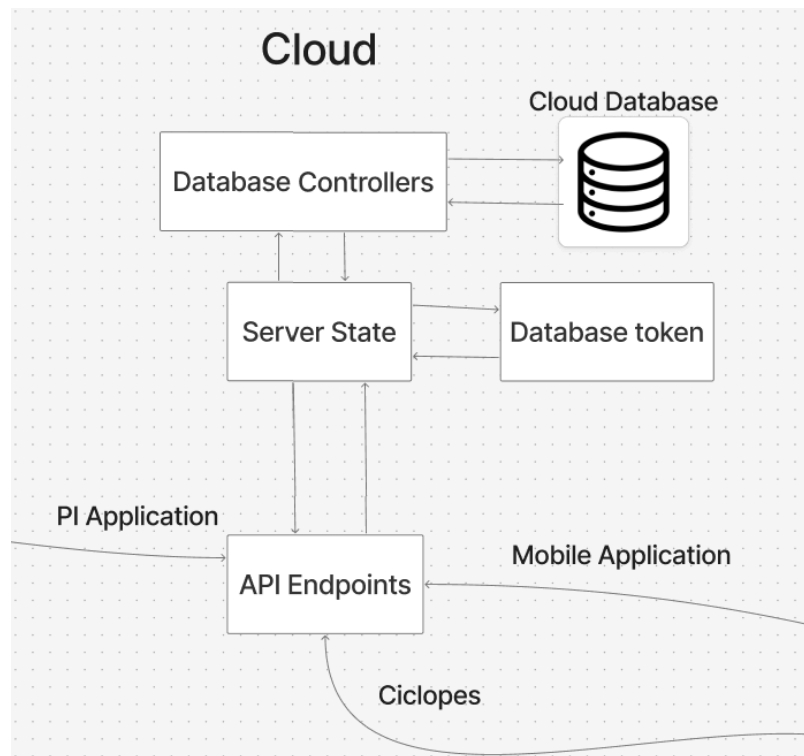 Cloud
Cloud Database
Database Controllers
Server State
Database token
PI Application
API Endpoints
Mobile Application
Ciclopes